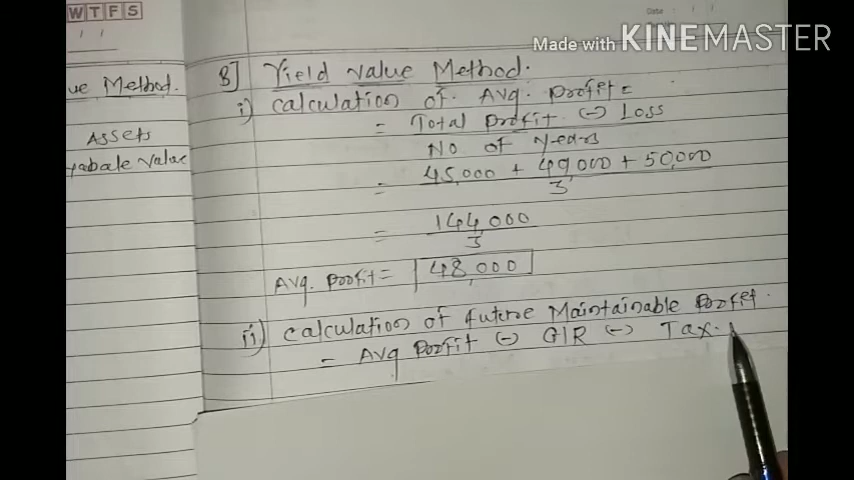 W T F S
Date
Made with KINEMASTER
ue Method.
Assets
yabale value
B] Yield value Method.
i) Calculation of Avg. profit =
= Total profit (-) Loss
No of years
= 45,000 + 49,000 + 50,000
3
= 144,000
3
Avg. profit = 48,000
ii) Calculation of future Maintainable profit.
= Avg profit (-) GIR (-) Tax.